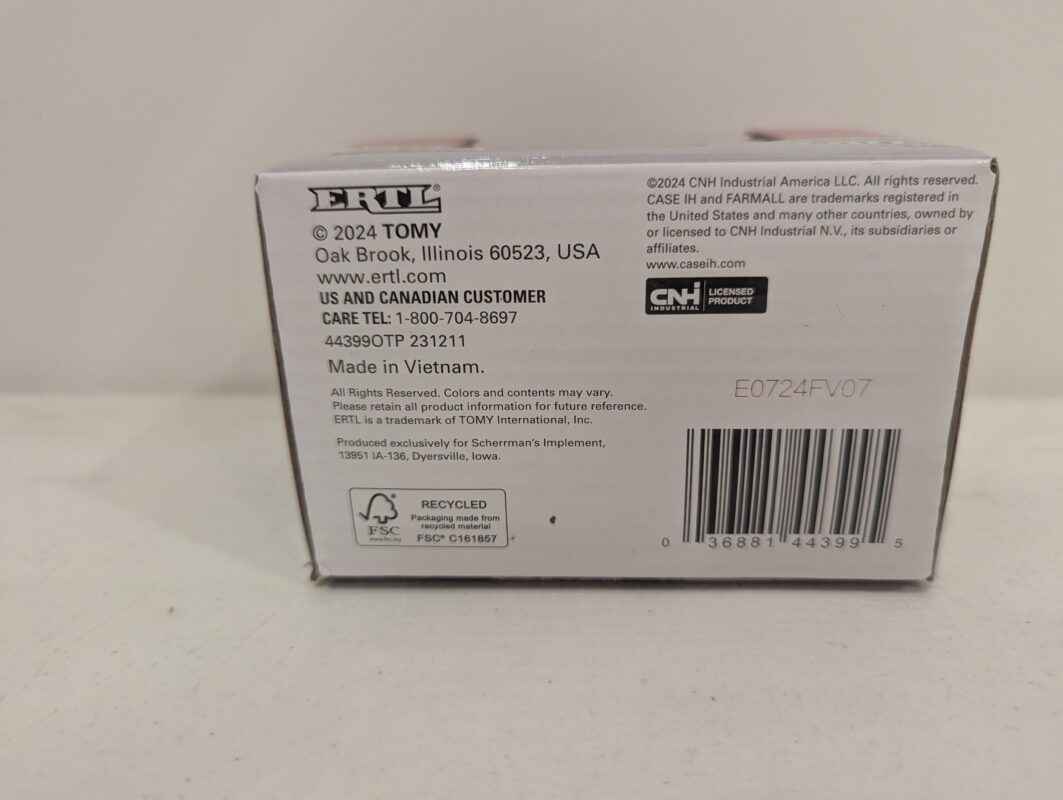 ERTL®
© 2024 TOMY
Oak Brook, Illinois 60523, USA
www.ertl.com
US AND CANADIAN CUSTOMER
CARE TEL: 1-800-704-8697
44399OTP 231211
Made in Vietnam.
All Rights Reserved. Colors and contents may vary.
Please retain all product information for future reference.
ERTL is a trademark of TOMY International, Inc.
Produced exclusively for Scherrman's Implement,
13951 IA-136, Dyersville, Iowa.
FSC
www.fsc.org
RECYCLED
Packaging made from
recycled material
FSC® C161857
©2024 CNH Industrial America LLC. All rights reserved.
CASE IH and FARMALL are trademarks registered in
the United States and many other countries, owned by
or licensed to CNH Industrial N.V., its subsidiaries or
affiliates.
www.caseih.com
CNH INDUSTRIAL
LICENSED PRODUCT
E0724FV07
0 36881 44399 5